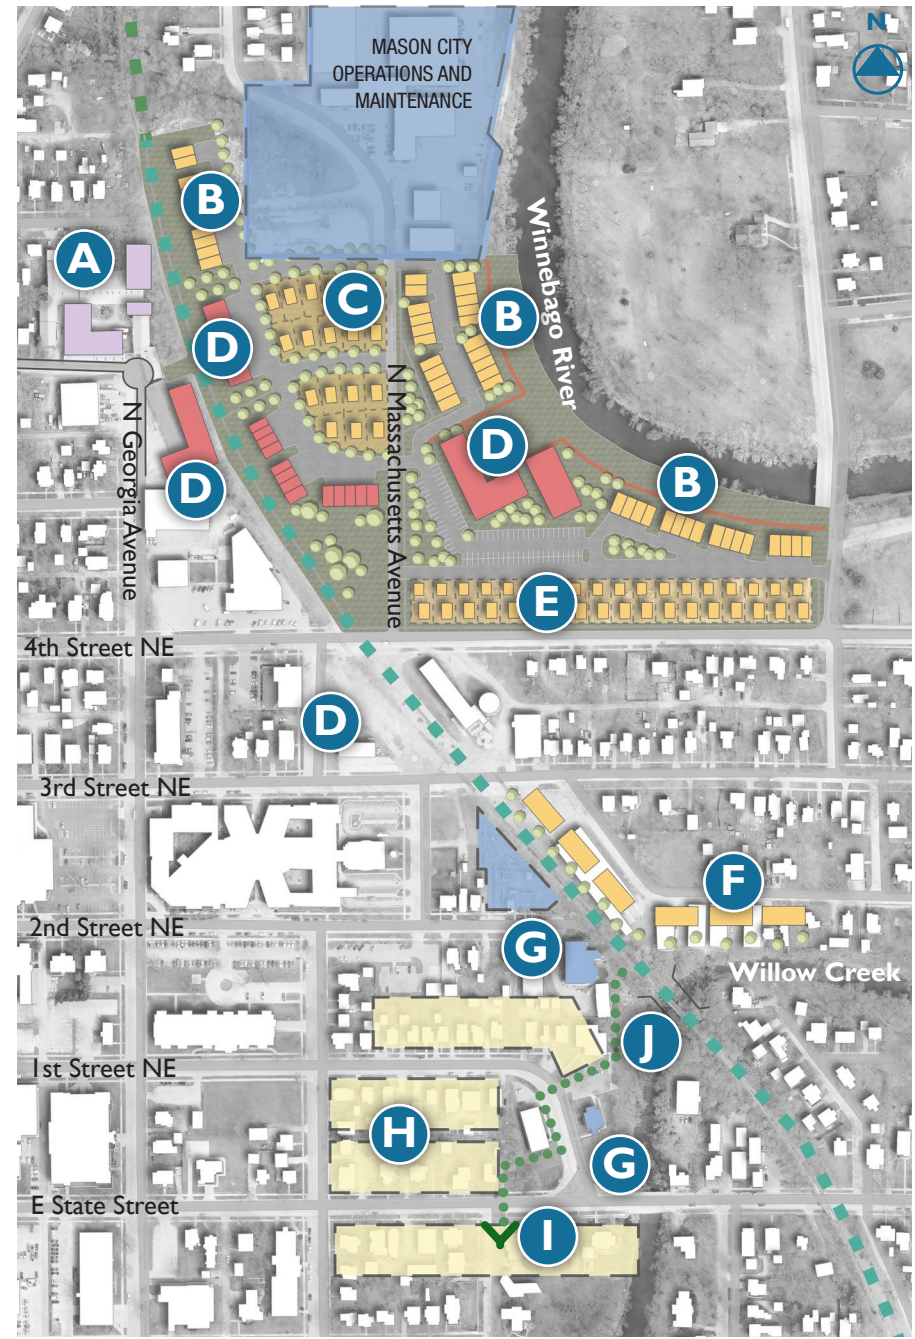 N
MASON CITY
OPERATIONS AND
MAINTENANCE
B
A
Winnebago River
C
B
D
N Massachusetts Avenue
N Georgia Avenue
D
D
B
E
4th Street NE
D
3rd Street NE
F
2nd Street NE
G
Willow Creek
J
1st Street NE
H
G
E State Street
I